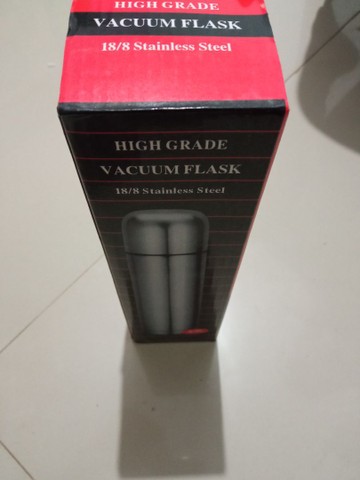 HIGH GRADE
VACUUM FLASK
18/8 Stainless Steel
HIGH GRADE
VACUUM FLASK
18/8 Stainless Steel